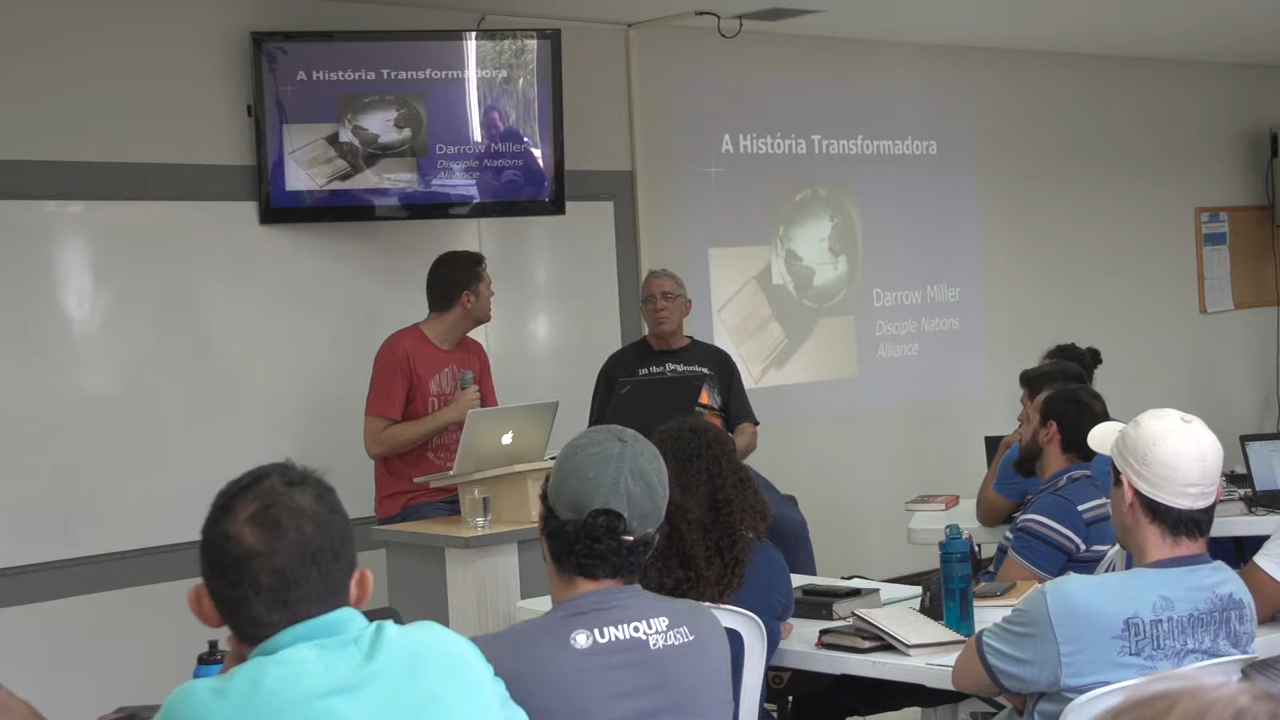 A História Transformadora
Darrow Miller
Disciple Nations
Alliance
A História Transformadora
Darrow Miller
Disciple Nations
Alliance
in the Beginning...
UNIQUIP
BRASIL